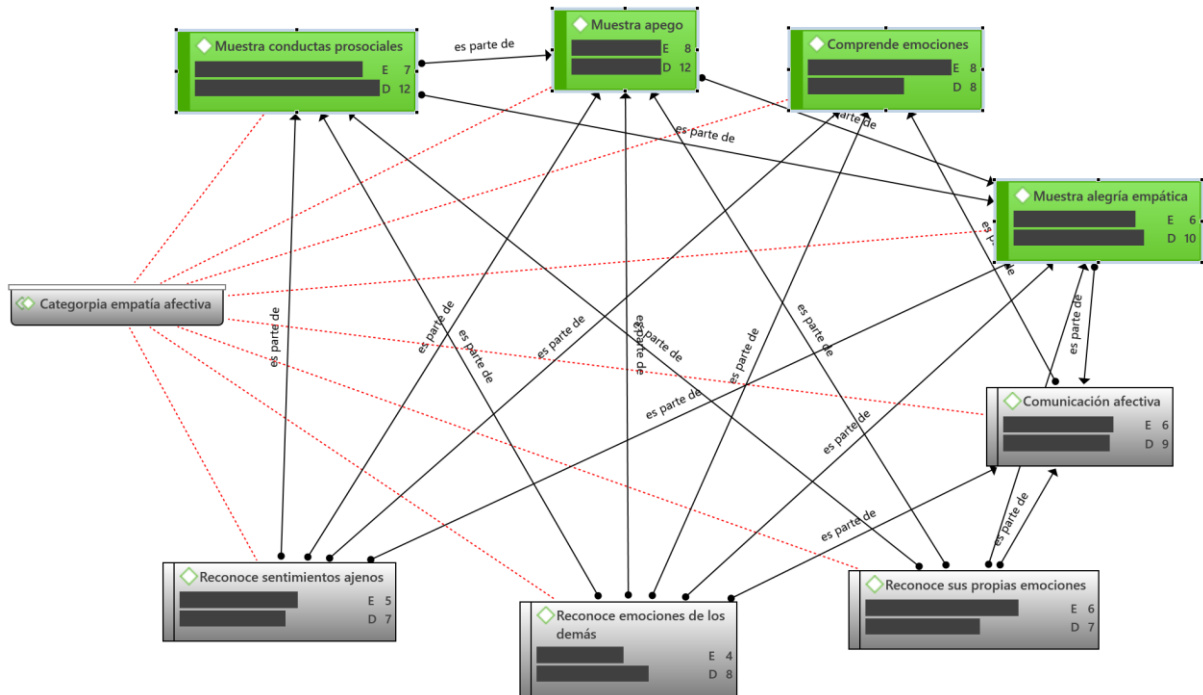 Muestra conductas prosociales
E 7
D 12
es parte de
Muestra apego
E 8
D 12
Comprende emociones
E 8
D 8
es parte de
es parte de
Muestra alegría empática
E 6
D 10
es parte de
Categorpia empatía afectiva
es parte de
es parte de
es parte de
es parte de
es parte de
es parte de
es parte de
es parte de
es parte de
es parte de
Comunicación afectiva
E 6
D 9
es parte de
es parte de
es parte de
Reconoce sentimientos ajenos
E 5
D 7
Reconoce emociones de los
demás
E 4
D 8
Reconoce sus propias emociones
E 6
D 7